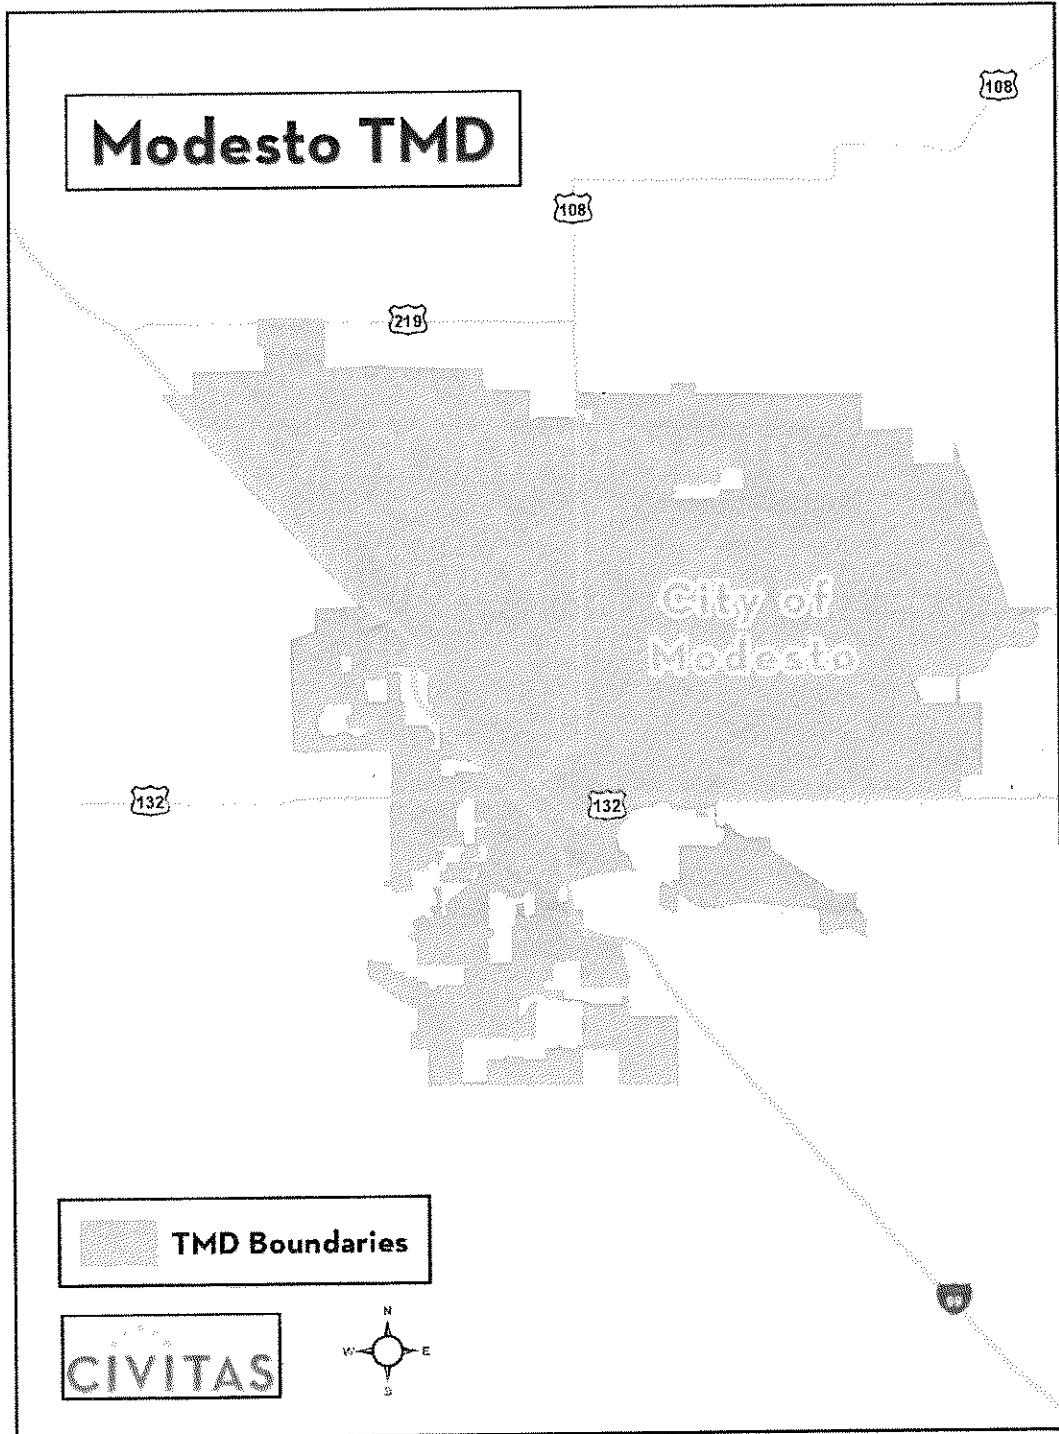 Modesto TMD
108
108
219
City of
Modesto
132
132
TMD Boundaries
CIVITAS
N
W
E
S